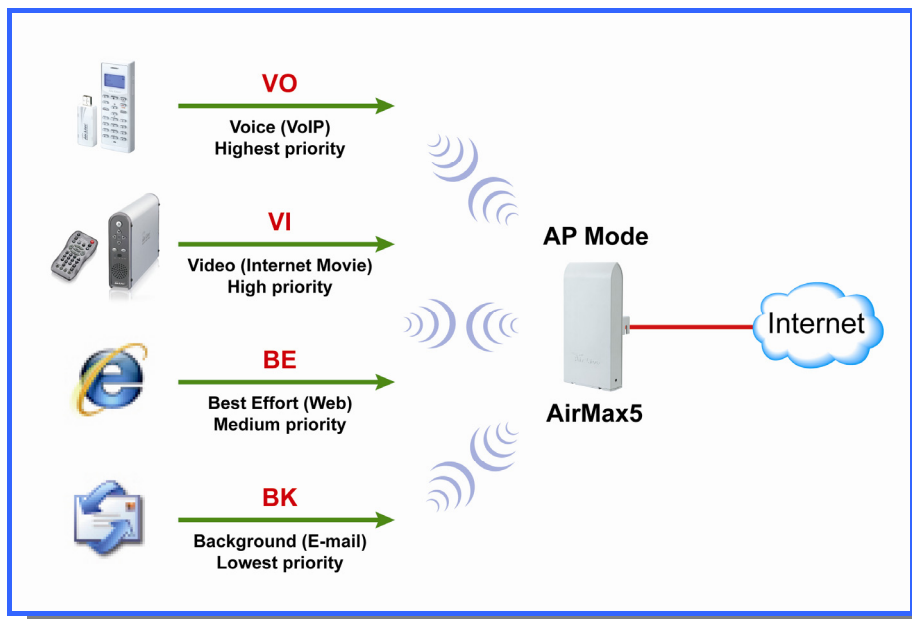 VO
Voice (VoIP)
Highest priority
VI
Video (Internet Movie)
High priority
BE
Best Effort (Web)
Medium priority
BK
Background (E-mail)
Lowest priority
AP Mode
AirMax5
Internet